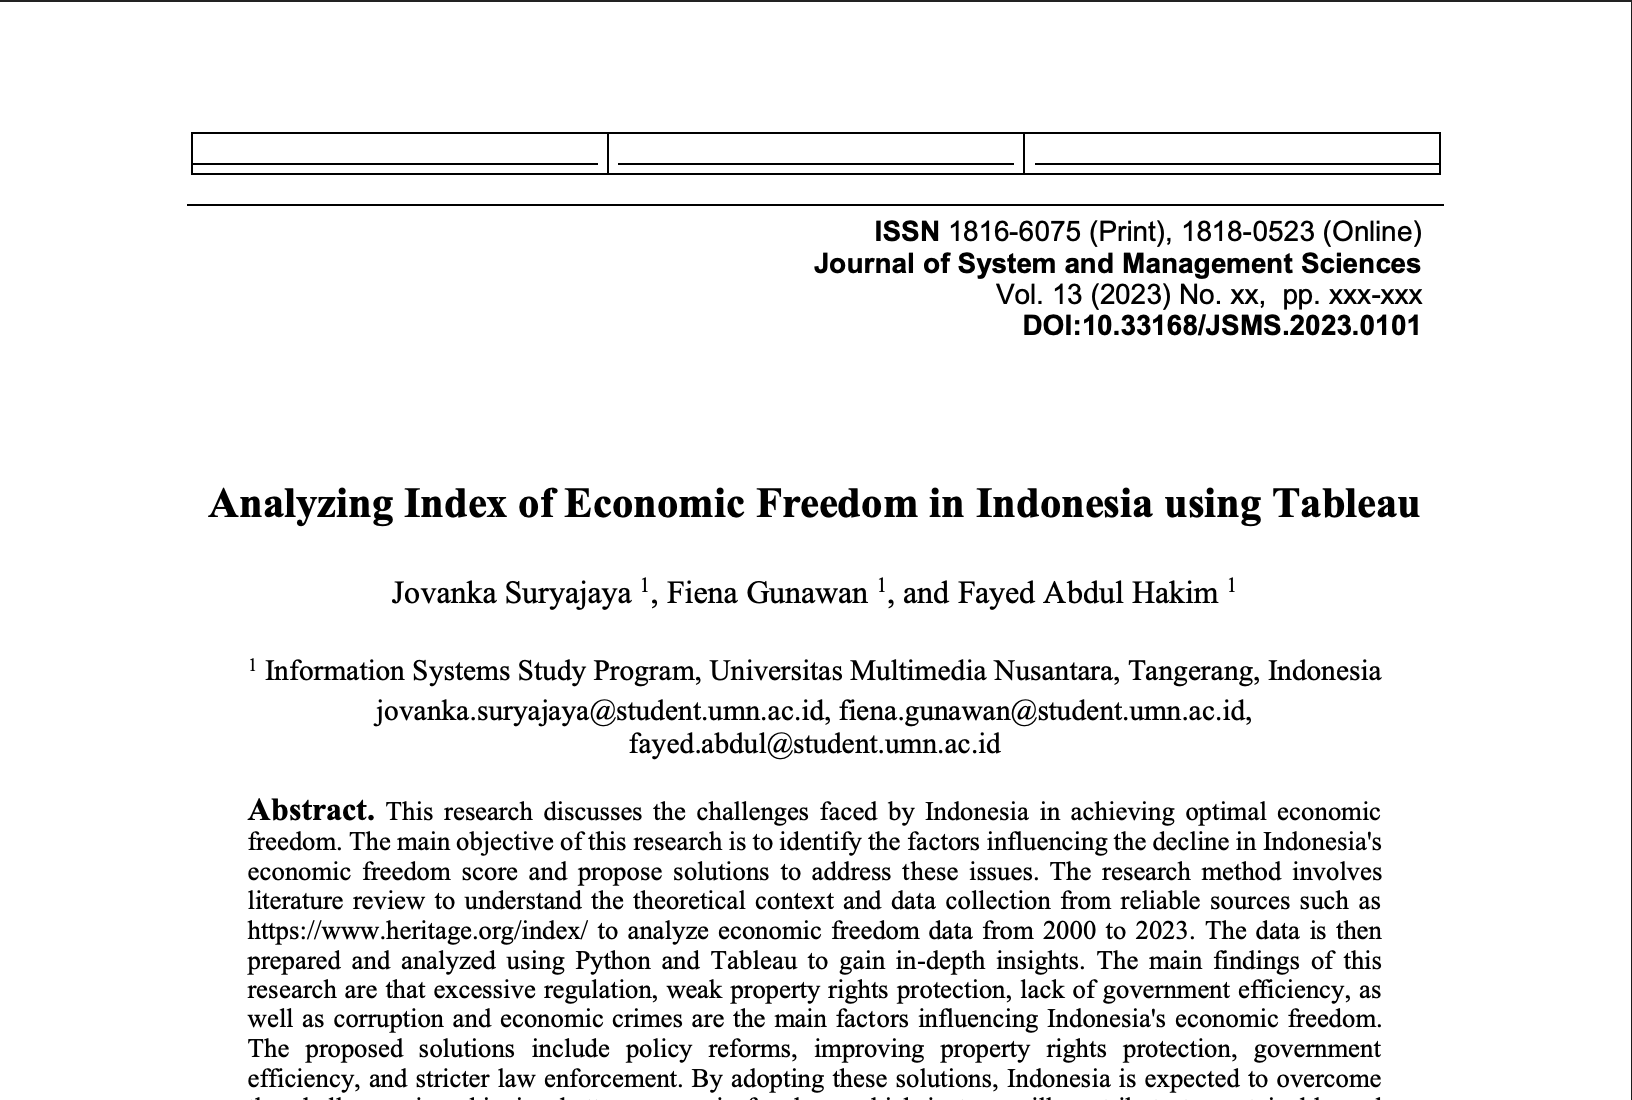 ISSN 1816-6075 (Print), 1818-0523 (Online)
Journal of System and Management Sciences
Vol. 13 (2023) No. xx, pp. xxx-xxx
DOI:10.33168/JSMS.2023.0101
Analyzing Index of Economic Freedom in Indonesia using Tableau
Jovanka Suryajaya 1, Fiena Gunawan 1, and Fayed Abdul Hakim 1
1 Information Systems Study Program, Universitas Multimedia Nusantara, Tangerang, Indonesia
jovanka.suryajaya@student.umn.ac.id, fiena.gunawan@student.umn.ac.id,
fayed.abdul@student.umn.ac.id
Abstract. This research discusses the challenges faced by Indonesia in achieving optimal economic
freedom. The main objective of this research is to identify the factors influencing the decline in Indonesia's
economic freedom score and propose solutions to address these issues. The research method involves
literature review to understand the theoretical context and data collection from reliable sources such as
https://www.heritage.org/index/ to analyze economic freedom data from 2000 to 2023. The data is then
prepared and analyzed using Python and Tableau to gain in-depth insights. The main findings of this
research are that excessive regulation, weak property rights protection, lack of government efficiency, as
well as corruption and economic crimes are the main factors influencing Indonesia's economic freedom.
The proposed solutions include policy reforms, improving property rights protection, government
efficiency, and stricter law enforcement. By adopting these solutions, Indonesia is expected to overcome